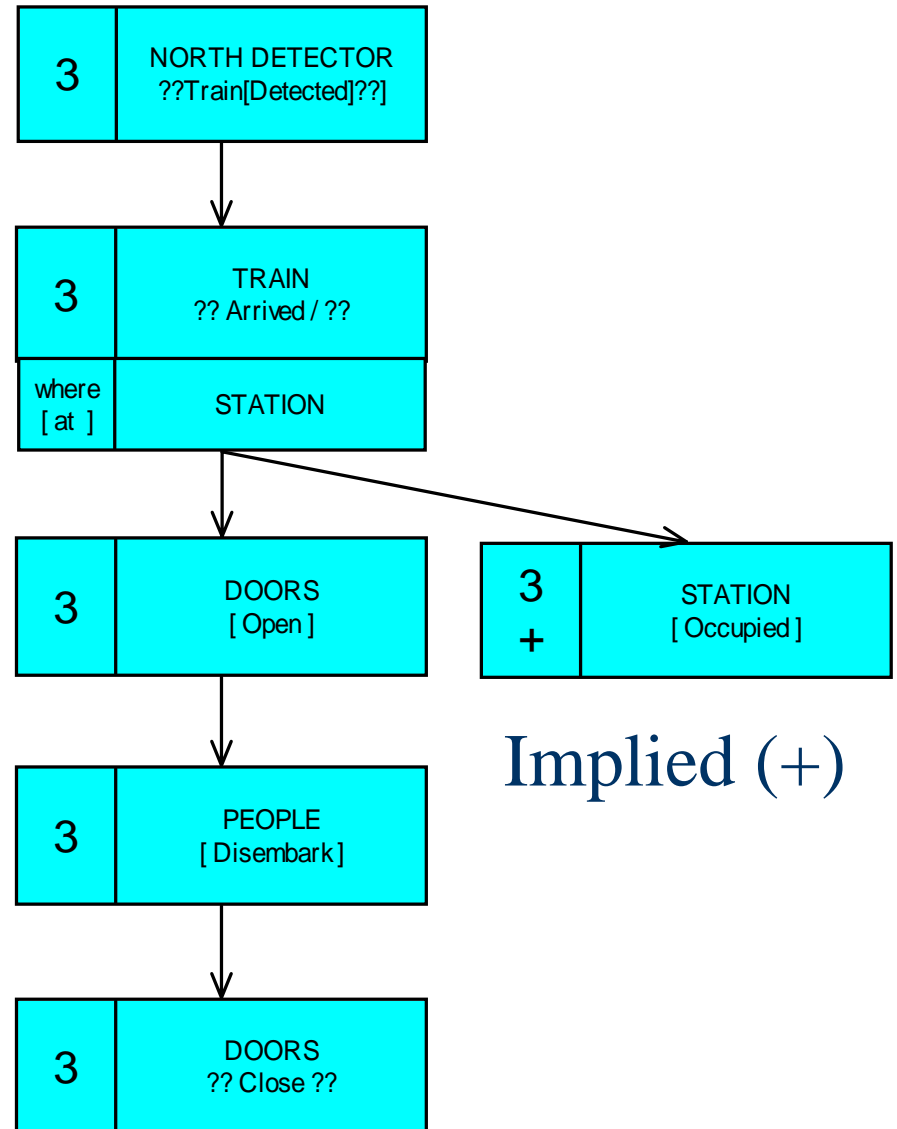 3
NORTH DETECTOR
??Train[Detected]??]
3
TRAIN
?? Arrived / ??
where
[ at ]
STATION
3
DOORS
[ Open ]
3
+
STATION
[ Occupied ]
Implied (+)
3
PEOPLE
[ Disembark ]
3
DOORS
?? Close ??